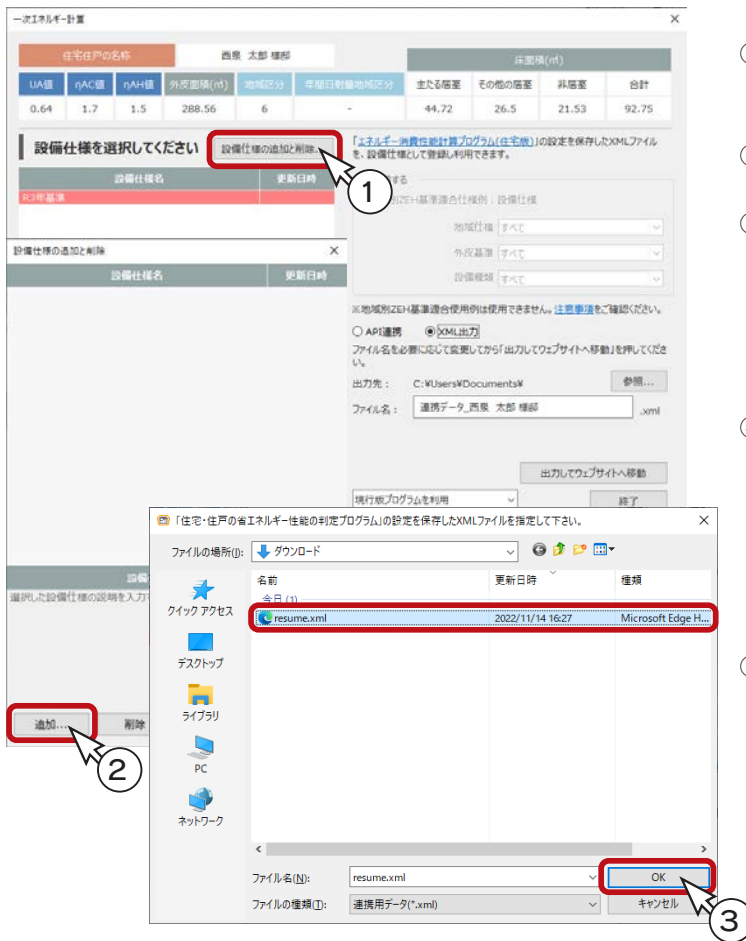 一次エネルギー計算
住宅住戸の名称 西泉 太郎 様邸
床面積(㎡)
UA値 ηAC値 ηAH値 外皮面積(㎡) 地域区分 年間日射量地域区分 主たる居室 その他の居室 非居室 合計
0.64 1.7 1.5 288.56 6 - 44.72 26.5 21.53 92.75
設備仕様を選択してください 設備仕様の追加と削除...
「エネルギー消費性能計算プログラム(住宅版)」の設定を保存したXMLファイル
を、設備仕様として登録し利用できます。
設備仕様名 更新日時
R3年基準
1
する
ZEH基準適合仕様例：設備仕様
地域仕様 すべて
外皮基準 すべて
設備種類 すべて
設備仕様の追加と削除
設備仕様名 更新日時
※地域別ZEH基準適合使用例は使用できません。注意事項をご確認ください。
API連携 XML出力
ファイル名を必要に応じて変更してから「出力してウェブサイトへ移動」を押してくださ
い。
出力先： C:¥Users¥Documents¥ 参照...
ファイル名： 連携データ_西泉 太郎 様邸 .xml
出力してウェブサイトへ移動
現行版プログラムを利用 終了
選択した設備仕様の説明を入力
追加... 削除
2
「住宅・住戸の省エネルギー性能の判定プログラム」の設定を保存したXMLファイルを指定して下さい。
ファイルの場所(I): ダウンロード
名前 更新日時 種類
今日 (1)
resume.xml 2022/11/14 16:27 Microsoft Edge H...
クイック アクセス
デスクトップ
ライブラリ
PC
ネットワーク
ファイル名(N): resume.xml OK
ファイルの種類(T): 連携用データ(*.xml) キャンセル
3